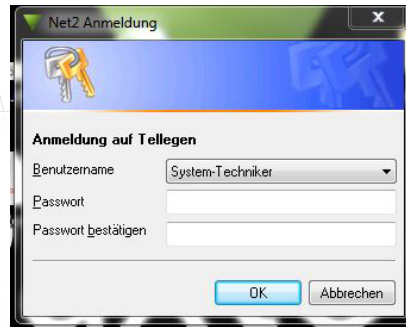 Net2 Anmeldung
x
Anmeldung auf Tellegen
Benutzername
System-Techniker
Passwort
Passwort bestätigen
OK
Abbrechen